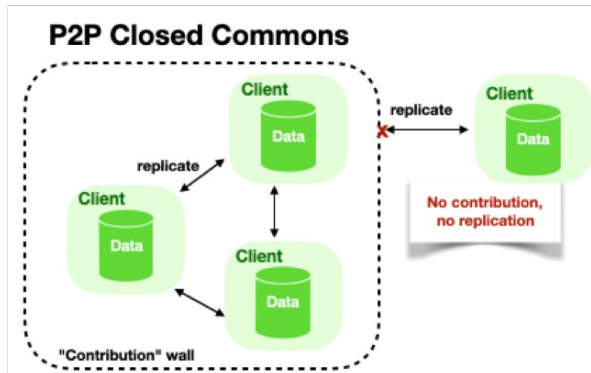 P2P Closed Commons
Client
Data
replicate
Client
Data
replicate
Client
Data
Client
Data
No contribution,
no replication
"Contribution" wall
x